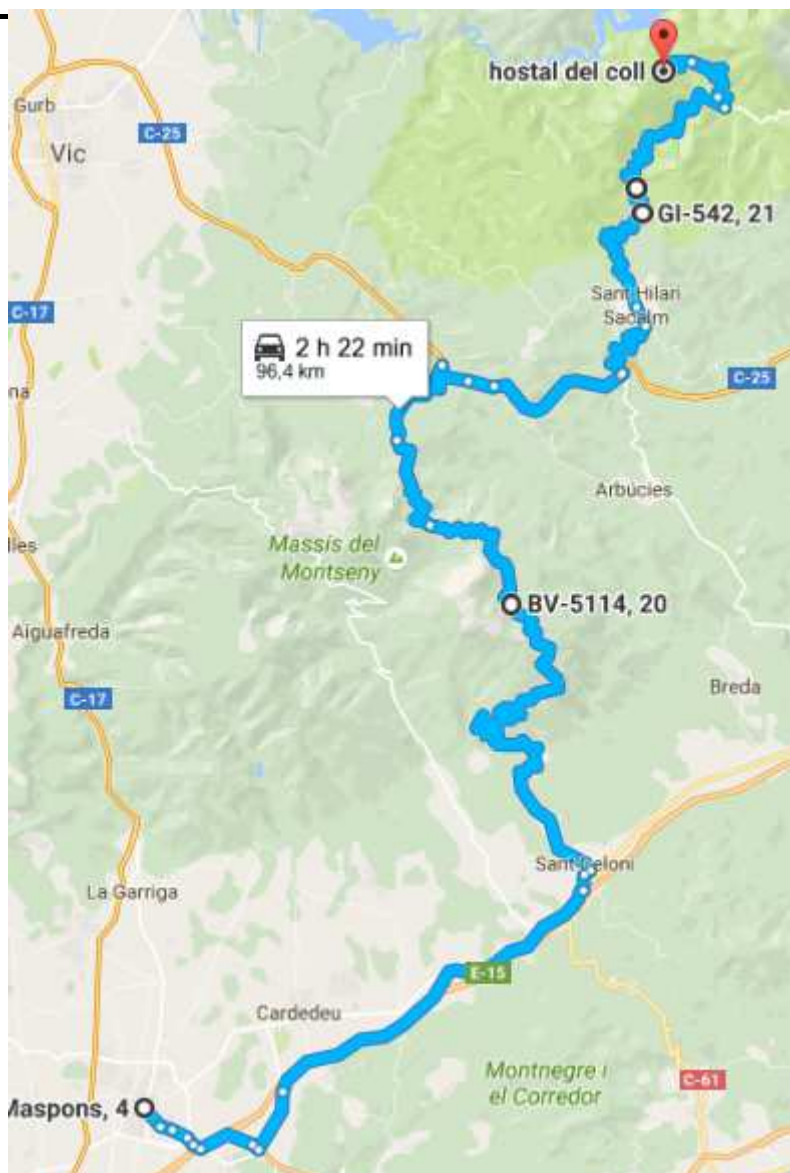 hostal del coll
Gurb
C-25
Vic
GI-542, 21
Sant Hilari
Sacalm
C-17
2 h 22 min
96,4 km
C-25
na
Arbúcies
lles
Massís del
Montseny
BV-5114, 20
Aiguafreda
C-17
Breda
Sant Celoni
La Garriga
E-15
Cardedeu
Montnegre i
el Corredor
C-61
Maspons, 4